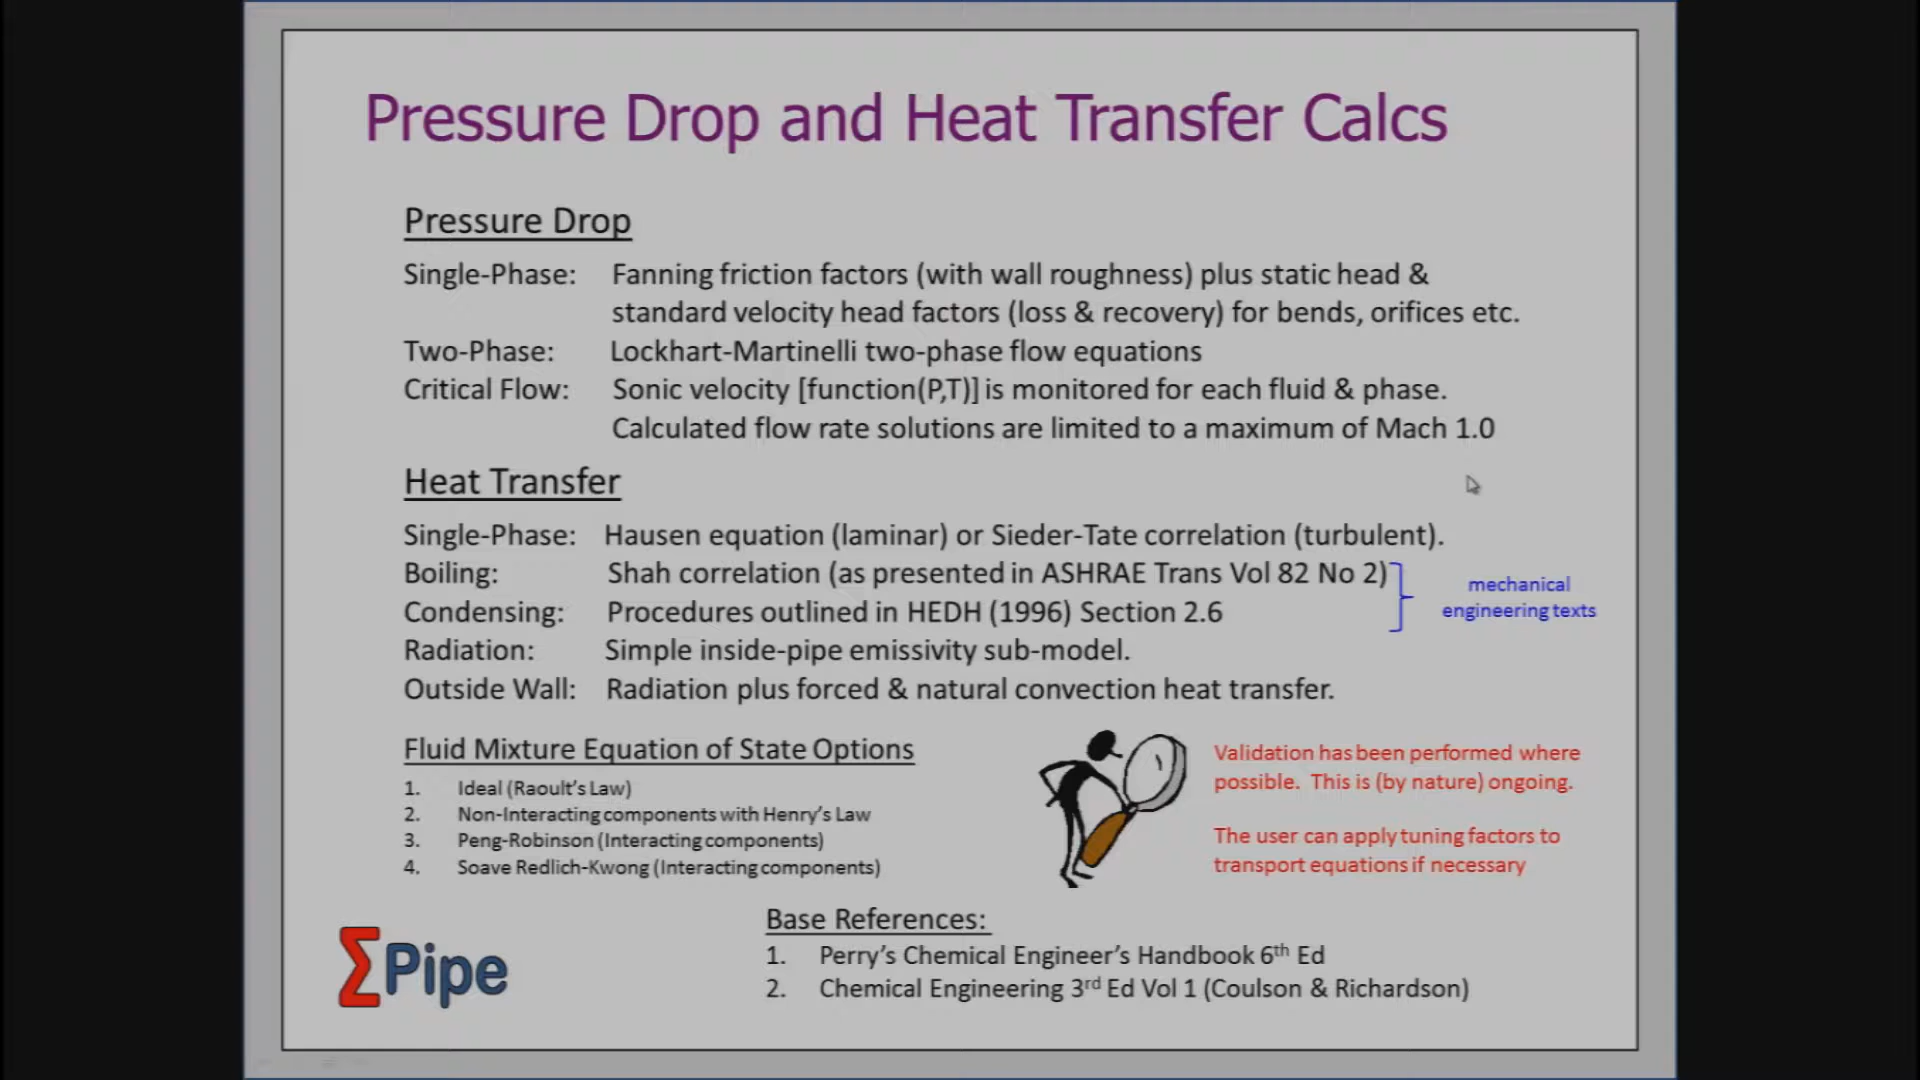 Pressure Drop and Heat Transfer Calcs
Pressure Drop
Single-Phase: Fanning friction factors (with wall roughness) plus static head &
standard velocity head factors (loss & recovery) for bends, orifices etc.
Two-Phase: Lockhart-Martinelli two-phase flow equations
Critical Flow: Sonic velocity [function(P,T)] is monitored for each fluid & phase.
Calculated flow rate solutions are limited to a maximum of Mach 1.0
Heat Transfer
Single-Phase: Hausen equation (laminar) or Sieder-Tate correlation (turbulent).
Boiling: Shah correlation (as presented in ASHRAE Trans Vol 82 No 2)
Condensing: Procedures outlined in HEDH (1996) Section 2.6
mechanical
engineering texts
Radiation: Simple inside-pipe emissivity sub-model.
Outside Wall: Radiation plus forced & natural convection heat transfer.
Fluid Mixture Equation of State Options
1. Ideal (Raoult's Law)
2. Non-Interacting components with Henry's Law
3. Peng-Robinson (Interacting components)
4. Soave Redlich-Kwong (Interacting components)
Validation has been performed where
possible. This is (by nature) ongoing.
The user can apply tuning factors to
transport equations if necessary
ΣPipe
Base References:
1. Perry's Chemical Engineer's Handbook 6th Ed
2. Chemical Engineering 3rd Ed Vol 1 (Coulson & Richardson)